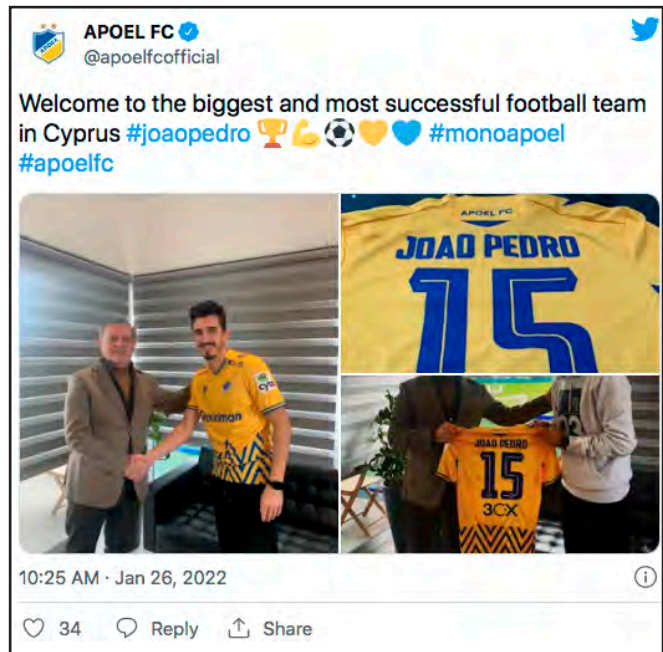 APOEL FC
@apoelfcofficial
Welcome to the biggest and most successful football team
in Cyprus #joaopedro 🏆💪⚽💛💙 #monoapoel
#apoelfc
APOEL FC
JOAO PEDRO
15
JOAO PEDRO
15
3CX
10:25 AM · Jan 26, 2022
34
Reply
Share